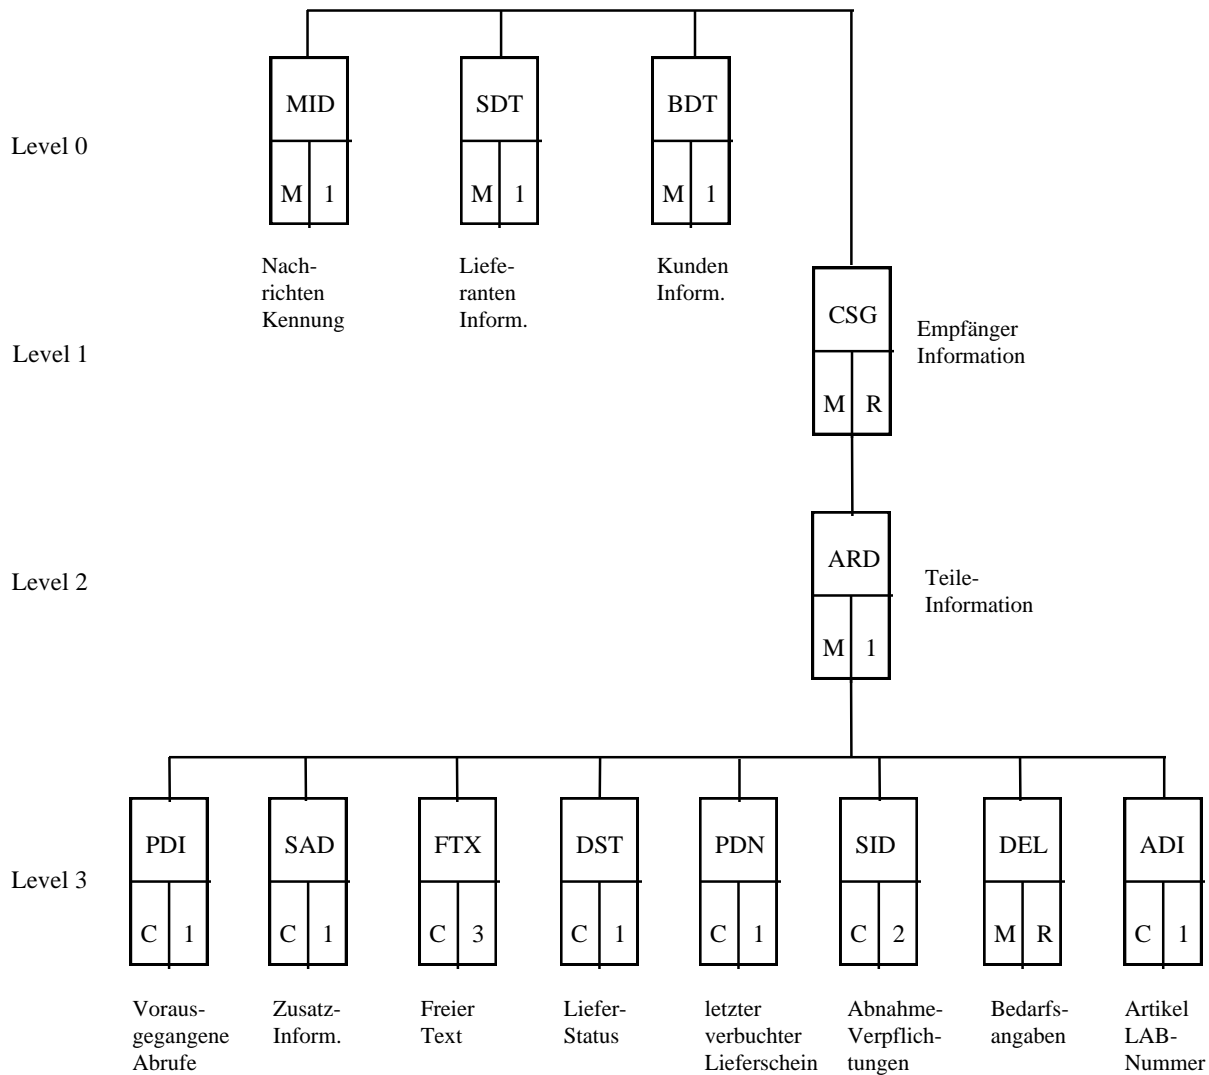 MID
SDT
BDT
Level 0
M 1
M 1
M 1
Nach-
richten
Kennung
Liefe-
ranten
Inform.
Kunden
Inform.
CSG
Empfänger
Information
Level 1
M R
ARD
Teile-
Information
Level 2
M 1
PDI
SAD
FTX
DST
PDN
SID
DEL
ADI
Level 3
C 1
C 1
C 3
C 1
C 1
C 2
M R
C 1
Voraus-
gegangene
Abrufe
Zusatz-
Inform.
Freier
Text
Liefer-
Status
letzter
verbuchter
Lieferschein
Abnahme-
Verpflich-
tungen
Bedarfs-
angaben
Artikel
LAB-
Nummer